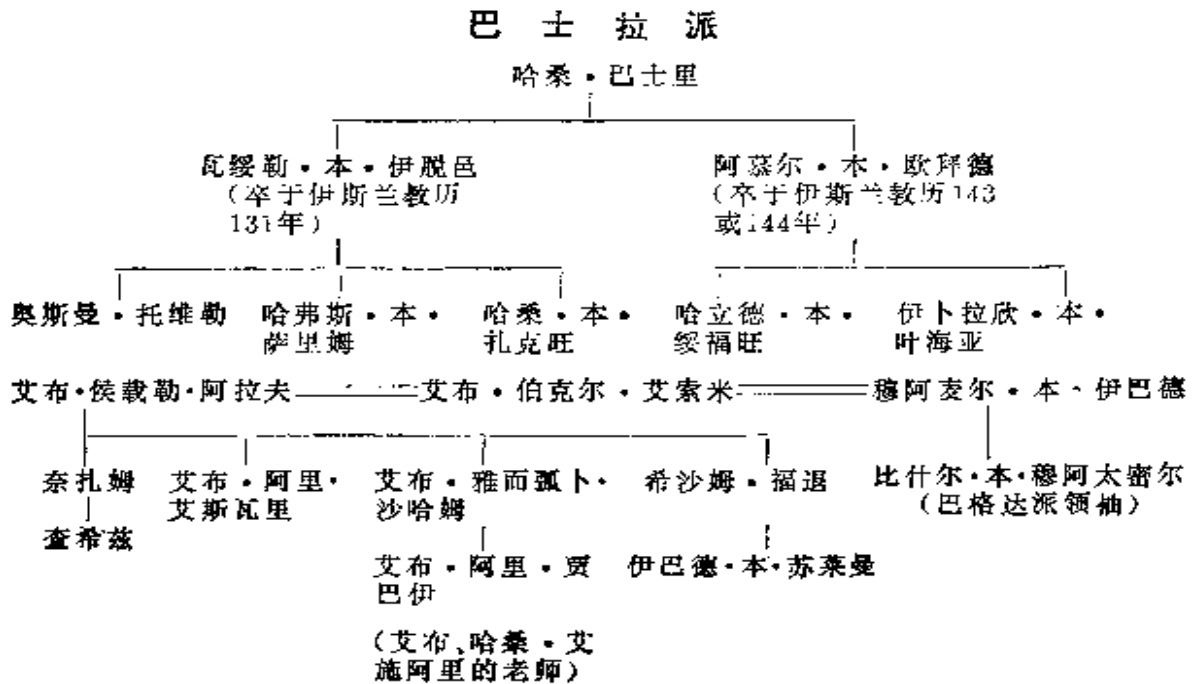 巴士拉派
哈桑·巴士里
瓦绥勒·本·伊脱邑
(卒于伊斯兰教历
131年)
阿慕尔·本·欧拜德
(卒于伊斯兰教历143
或144年)
奥斯曼·托维勒
哈弗斯·本·
萨里姆
哈桑·本·
扎克旺
哈立德·本·
绥福旺
伊卜拉欣·本·
叶海亚
艾布·侯载勒·阿拉夫
艾布·伯克尔·艾索米
穆阿麦尔·本·伊巴德
奈扎姆
艾布·阿里·
艾斯瓦里
艾布·雅而孤卜·
沙哈姆
希沙姆·福退
比什尔·本·穆阿太密尔
(巴格达派领袖)
查希兹
艾布·阿里·贾
巴伊
伊巴德·本·苏莱曼
(艾布、哈桑·艾
施阿里的老师)